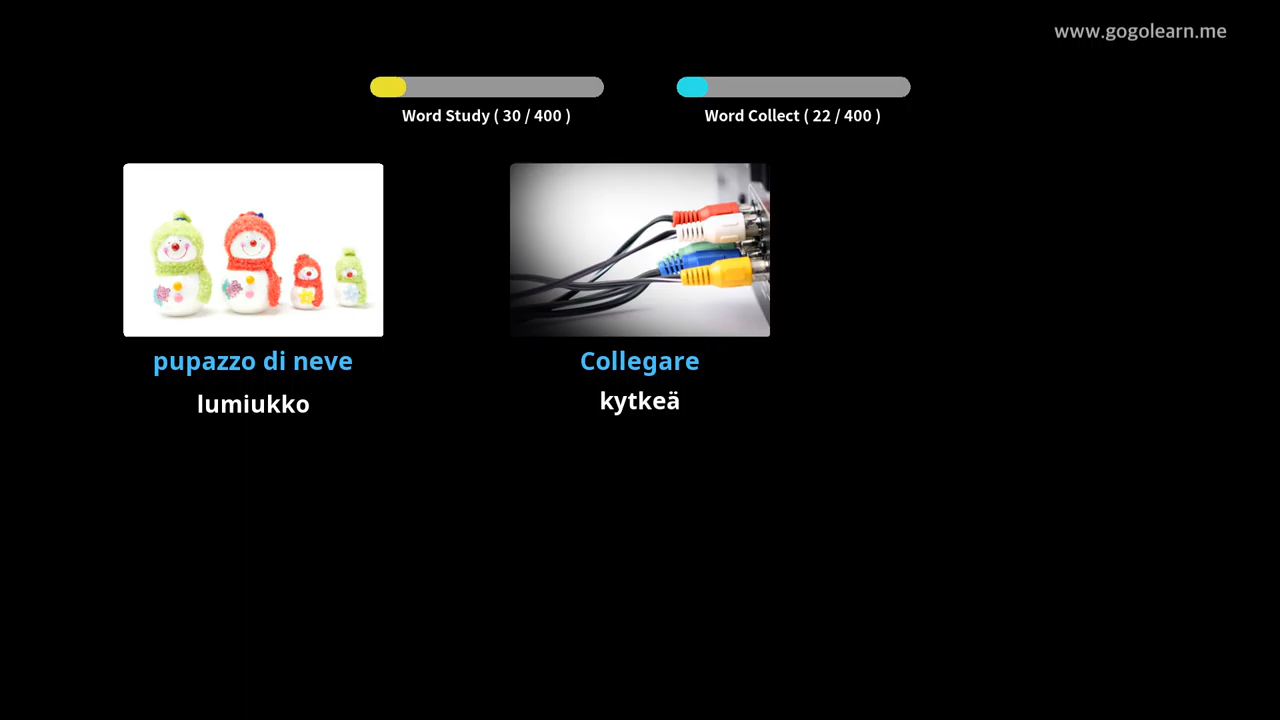 www.gogolearn.me
Word Study ( 30 / 400 )
Word Collect ( 22 / 400 )
pupazzo di neve
lumiukko
Collegare
kytkeä